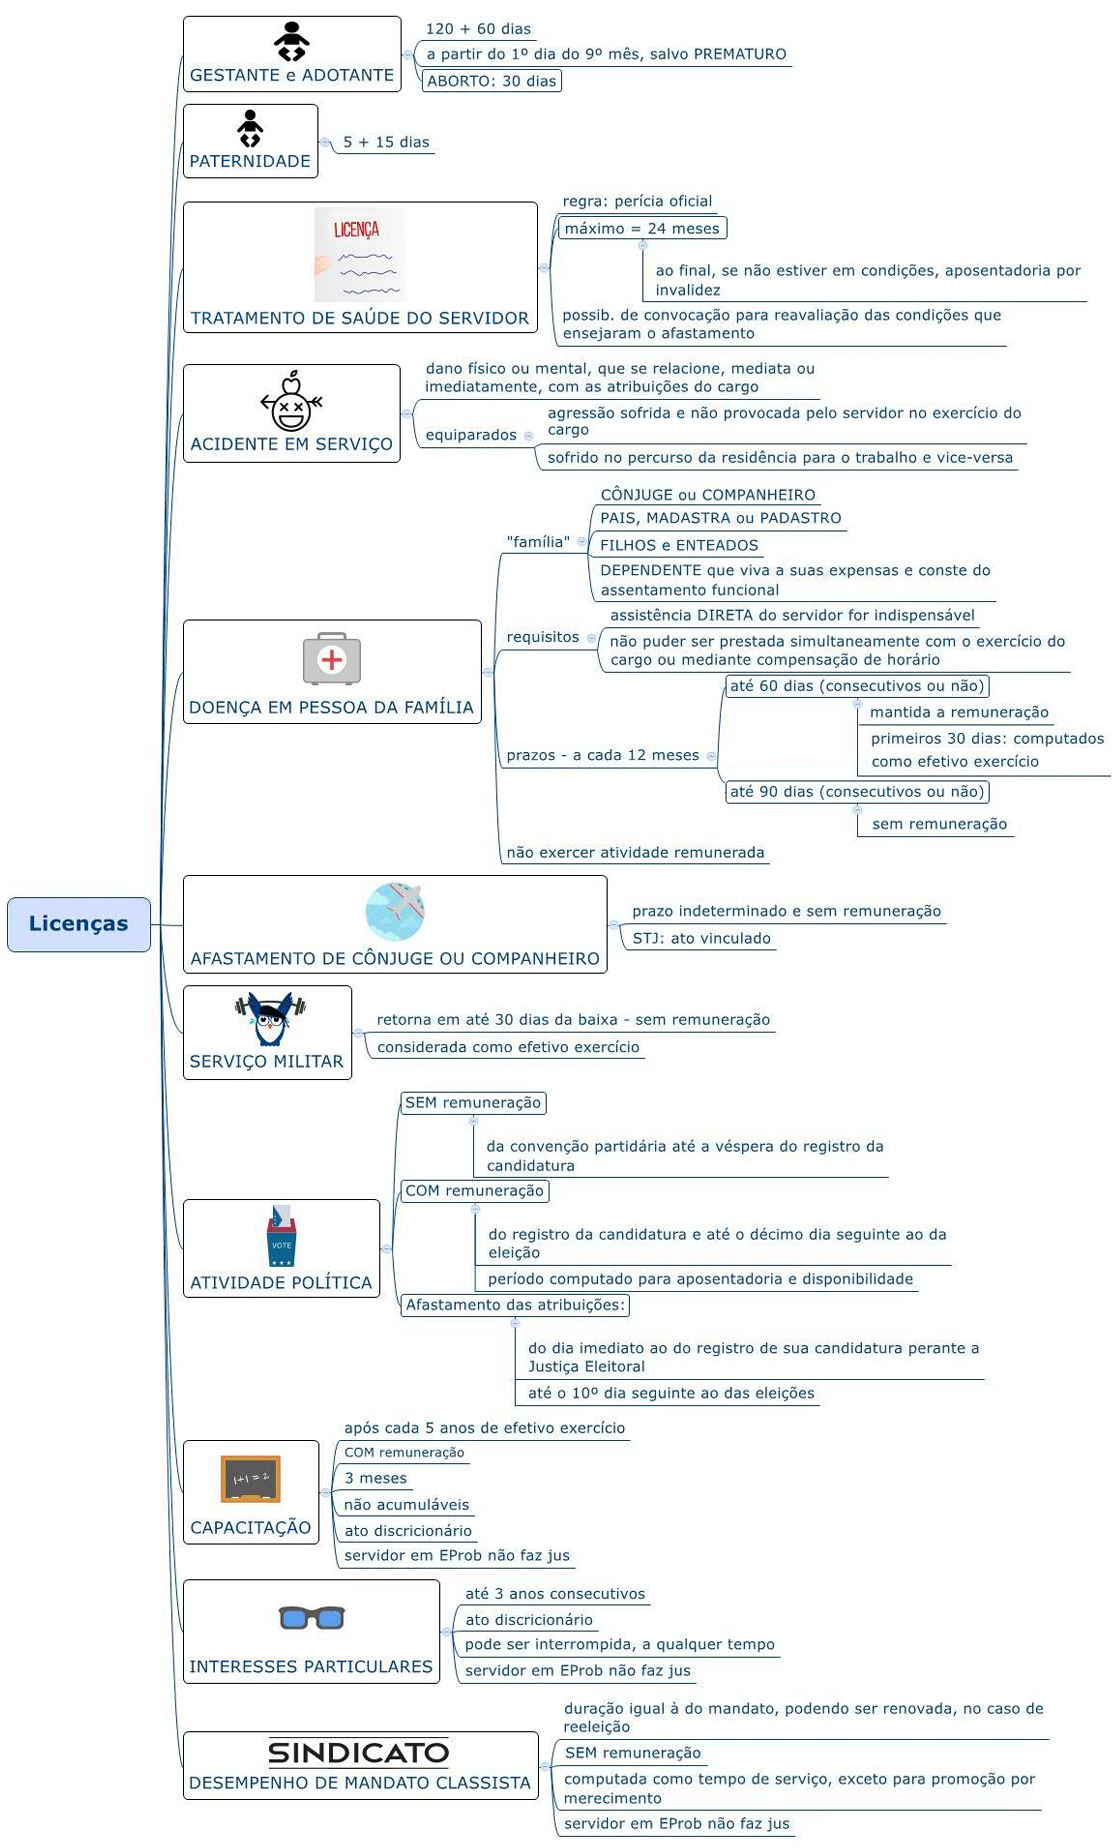 Licenças
GESTANTE e ADOTANTE
120 + 60 dias
a partir do 1º dia do 9º mês, salvo PREMATURO
ABORTO: 30 dias
PATERNIDADE
5 + 15 dias
LICENÇA
TRATAMENTO DE SAÚDE DO SERVIDOR
regra: perícia oficial
máximo = 24 meses
ao final, se não estiver em condições, aposentadoria por
invalidez
possib. de convocação para reavaliação das condições que
ensejaram o afastamento
ACIDENTE EM SERVIÇO
dano físico ou mental, que se relacione, mediata ou
imediatamente, com as atribuições do cargo
equiparados
agressão sofrida e não provocada pelo servidor no exercício do
cargo
sofrido no percurso da residência para o trabalho e vice-versa
DOENÇA EM PESSOA DA FAMÍLIA
"família"
CÔNJUGE ou COMPANHEIRO
PAIS, MADASTRA ou PADASTRO
FILHOS e ENTEADOS
DEPENDENTE que viva a suas expensas e conste do
assentamento funcional
requisitos
assistência DIRETA do servidor for indispensável
não puder ser prestada simultaneamente com o exercício do
cargo ou mediante compensação de horário
prazos - a cada 12 meses
até 60 dias (consecutivos ou não)
mantida a remuneração
primeiros 30 dias: computados
como efetivo exercício
até 90 dias (consecutivos ou não)
sem remuneração
não exercer atividade remunerada
AFASTAMENTO DE CÔNJUGE OU COMPANHEIRO
prazo indeterminado e sem remuneração
STJ: ato vinculado
SERVIÇO MILITAR
retorna em até 30 dias da baixa - sem remuneração
considerada como efetivo exercício
VOTE
ATIVIDADE POLÍTICA
SEM remuneração
da convenção partidária até a véspera do registro da
candidatura
COM remuneração
do registro da candidatura e até o décimo dia seguinte ao da
eleição
período computado para aposentadoria e disponibilidade
Afastamento das atribuições:
do dia imediato ao do registro de sua candidatura perante a
Justiça Eleitoral
até o 10º dia seguinte ao das eleições
1+1=2
CAPACITAÇÃO
após cada 5 anos de efetivo exercício
COM remuneração
3 meses
não acumuláveis
ato discricionário
servidor em EProb não faz jus
INTERESSES PARTICULARES
até 3 anos consecutivos
ato discricionário
pode ser interrompida, a qualquer tempo
servidor em EProb não faz jus
SINDICATO
DESEMPENHO DE MANDATO CLASSISTA
duração igual à do mandato, podendo ser renovada, no caso de
reeleição
SEM remuneração
computada como tempo de serviço, exceto para promoção por
merecimento
servidor em EProb não faz jus